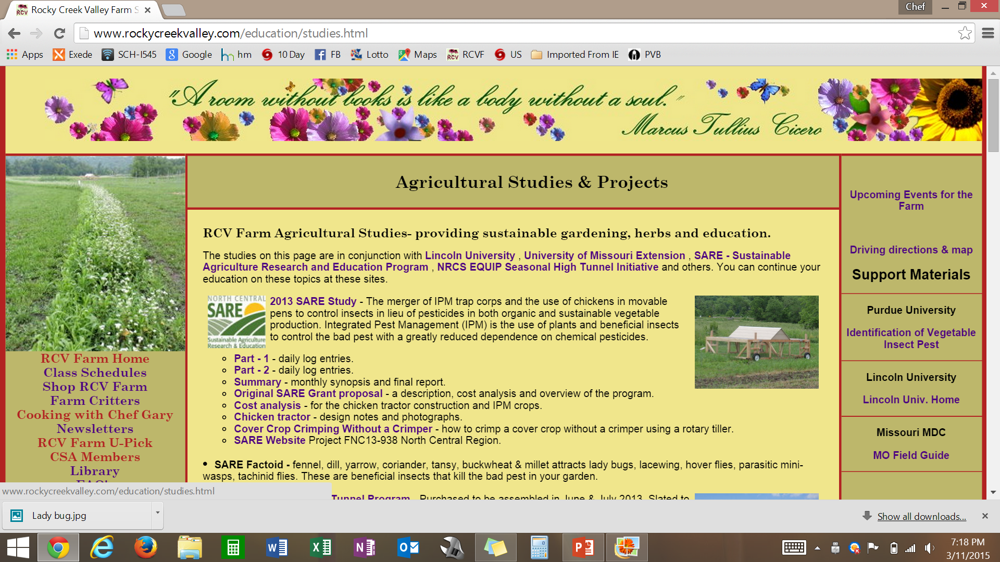 RCV
Rocky Creek Valley Farm S
Chef
www.rockycreekvalley.com/education/studies.html
Apps
Exede
SCH-I545
Google
hm
10 Day
FB
Lotto
Maps
RCVF
US
Imported From IE
PVB
"A room without books is like a body without a soul."
Marcus Tullius Cicero
Agricultural Studies & Projects
RCV Farm Agricultural Studies- providing sustainable gardening, herbs and education.
The studies on this page are in conjunction with Lincoln University , University of Missouri Extension , SARE - Sustainable
Agriculture Research and Education Program , NRCS EQUIP Seasonal High Tunnel Initiative and others. You can continue your
education on these topics at these sites.
NORTH CENTRAL
SARE
Sustainable Agriculture
Research & Education
2013 SARE Study - The merger of IPM trap corps and the use of chickens in movable
pens to control insects in lieu of pesticides in both organic and sustainable vegetable
production. Integrated Pest Management (IPM) is the use of plants and beneficial insects
to control the bad pest with a greatly reduced dependence on chemical pesticides.
Part - 1 - daily log entries.
Part - 2 - daily log entries.
Summary - monthly synopsis and final report.
Original SARE Grant proposal - a description, cost analysis and overview of the program.
Cost analysis - for the chicken tractor construction and IPM crops.
Chicken tractor - design notes and photographs.
Cover Crop Crimping Without a Crimper - how to crimp a cover crop without a crimper using a rotary tiller.
SARE Website Project FNC13-938 North Central Region.
• SARE Factoid - fennel, dill, yarrow, coriander, tansy, buckwheat & millet attracts lady bugs, lacewing, hover flies, parasitic mini-
wasps, tachinid flies. These are beneficial insects that kill the bad pest in your garden.
Tunnel Program - Purchased to be assembled in June & July 2013. Slated to
RCV Farm Home
Class Schedules
Shop RCV Farm
Farm Critters
Cooking with Chef Gary
Newsletters
RCV Farm U-Pick
CSA Members
Library
FAQ's
Upcoming Events for the
Farm
Driving directions & map
Support Materials
Purdue University
Identification of Vegetable
Insect Pest
Lincoln University
Lincoln Univ. Home
Missouri MDC
MO Field Guide
www.rockycreekvalley.com/education/studies.html
Lady bug.jpg
Show all downloads...
7:18 PM
3/11/2015